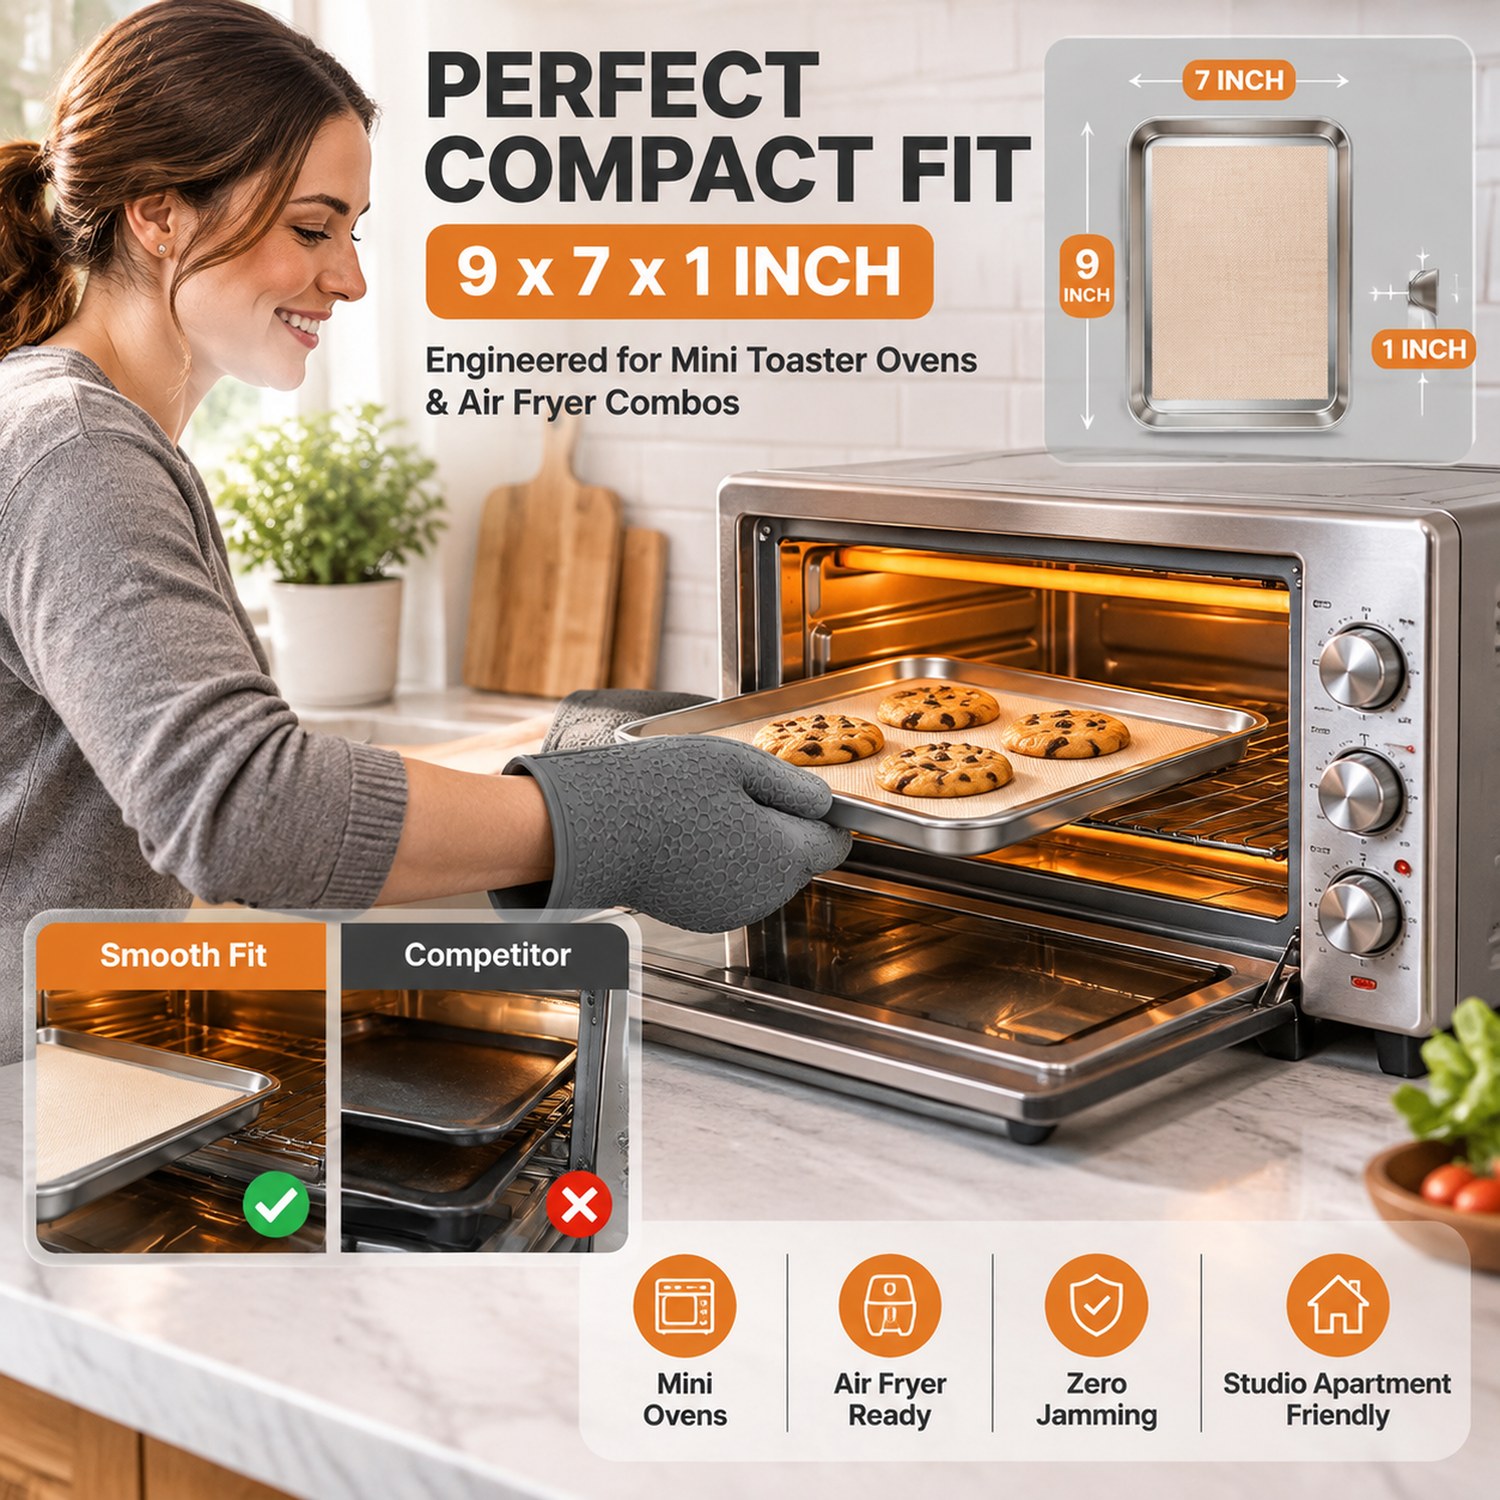 PERFECT
COMPACT FIT
9 x 7 x 1 INCH
Engineered for Mini Toaster Ovens
& Air Fryer Combos
7 INCH
9
INCH
1 INCH
Smooth Fit
Competitor
Mini
Ovens
Air Fryer
Ready
Zero
Jamming
Studio Apartment
Friendly